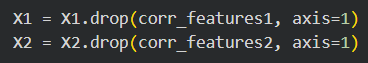 X1 = X1.drop(corr_features1, axis=1)
X2 = X2.drop(corr_features2, axis=1)